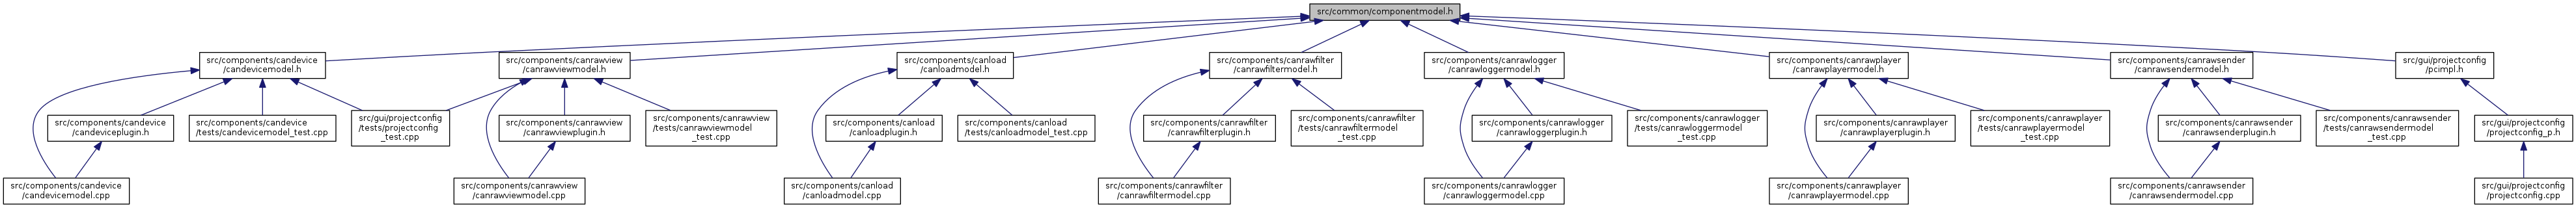 src/common/componentmodel.h
src/components/candevice
/candevicemodel.h
src/components/canrawview
/canrawviewmodel.h
src/components/canload
/canloadmodel.h
src/components/canrawfilter
/canrawfiltermodel.h
src/components/canrawlogger
/canrawloggermodel.h
src/components/canrawplayer
/canrawplayermodel.h
src/components/canrawsender
/canrawsendermodel.h
src/gui/projectconfig
/pcimpl.h
src/components/candevice
/candeviceplugin.h
src/components/candevice
/tests/candevicemodel_test.cpp
src/gui/projectconfig
/tests/projectconfig
_test.cpp
src/components/canrawview
/canrawviewplugin.h
src/components/canrawview
/tests/canrawviewmodel
_test.cpp
src/components/canload
/canloadplugin.h
src/components/canload
/tests/canloadmodel_test.cpp
src/components/canrawfilter
/canrawfilterplugin.h
src/components/canrawfilter
/tests/canrawfiltermodel
_test.cpp
src/components/canrawlogger
/canrawloggerplugin.h
src/components/canrawlogger
/tests/canrawloggermodel
_test.cpp
src/components/canrawplayer
/canrawplayerplugin.h
src/components/canrawplayer
/tests/canrawplayermodel
_test.cpp
src/components/canrawsender
/canrawsenderplugin.h
src/components/canrawsender
/tests/canrawsendermodel
_test.cpp
src/gui/projectconfig
/projectconfig_p.h
src/components/candevice
/candevicemodel.cpp
src/components/canrawview
/canrawviewmodel.cpp
src/components/canload
/canloadmodel.cpp
src/components/canrawfilter
/canrawfiltermodel.cpp
src/components/canrawlogger
/canrawloggermodel.cpp
src/components/canrawplayer
/canrawplayermodel.cpp
src/components/canrawsender
/canrawsendermodel.cpp
src/gui/projectconfig
/projectconfig.cpp